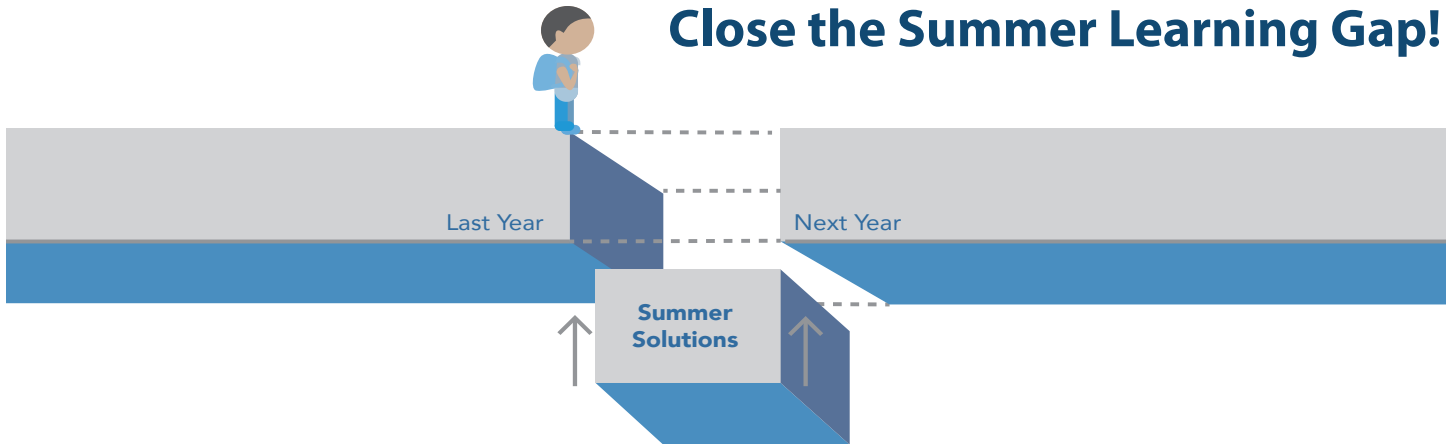 Close the Summer Learning Gap!
Last Year
Next Year
Summer
Solutions